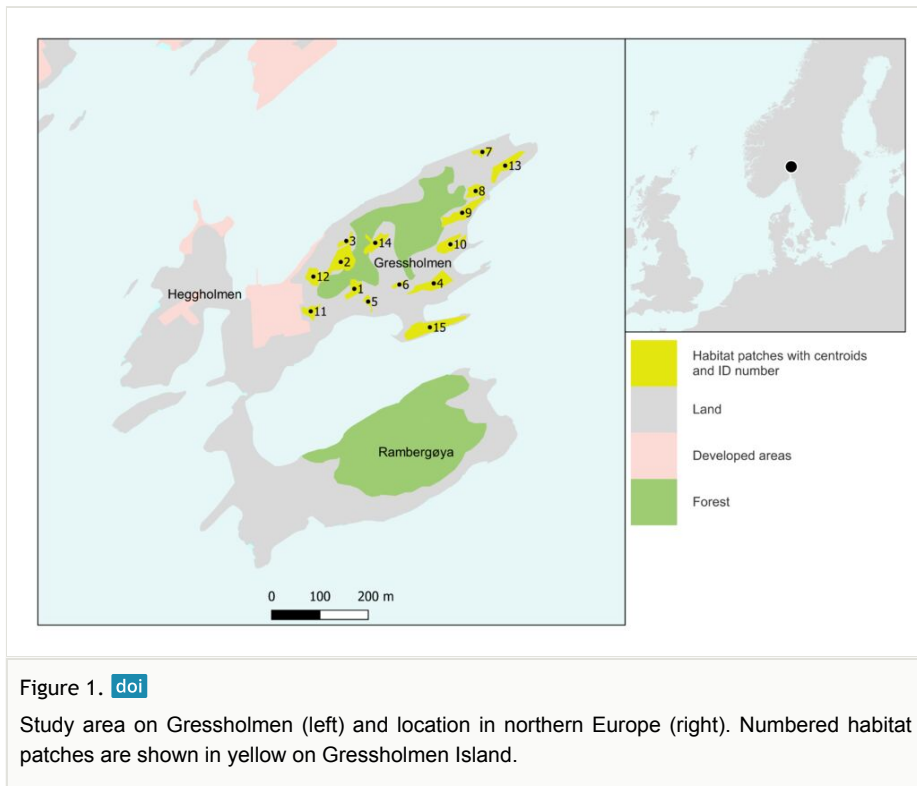 7
13
8
9
3
14
10
Gressholmen
2
12
6
4
1
5
11
15
Heggholmen
Rambergøya
0 100 200 m
Habitat patches with centroids
and ID number
Land
Developed areas
Forest
Figure 1. doi
Study area on Gressholmen (left) and location in northern Europe (right). Numbered habitat
patches are shown in yellow on Gressholmen Island.